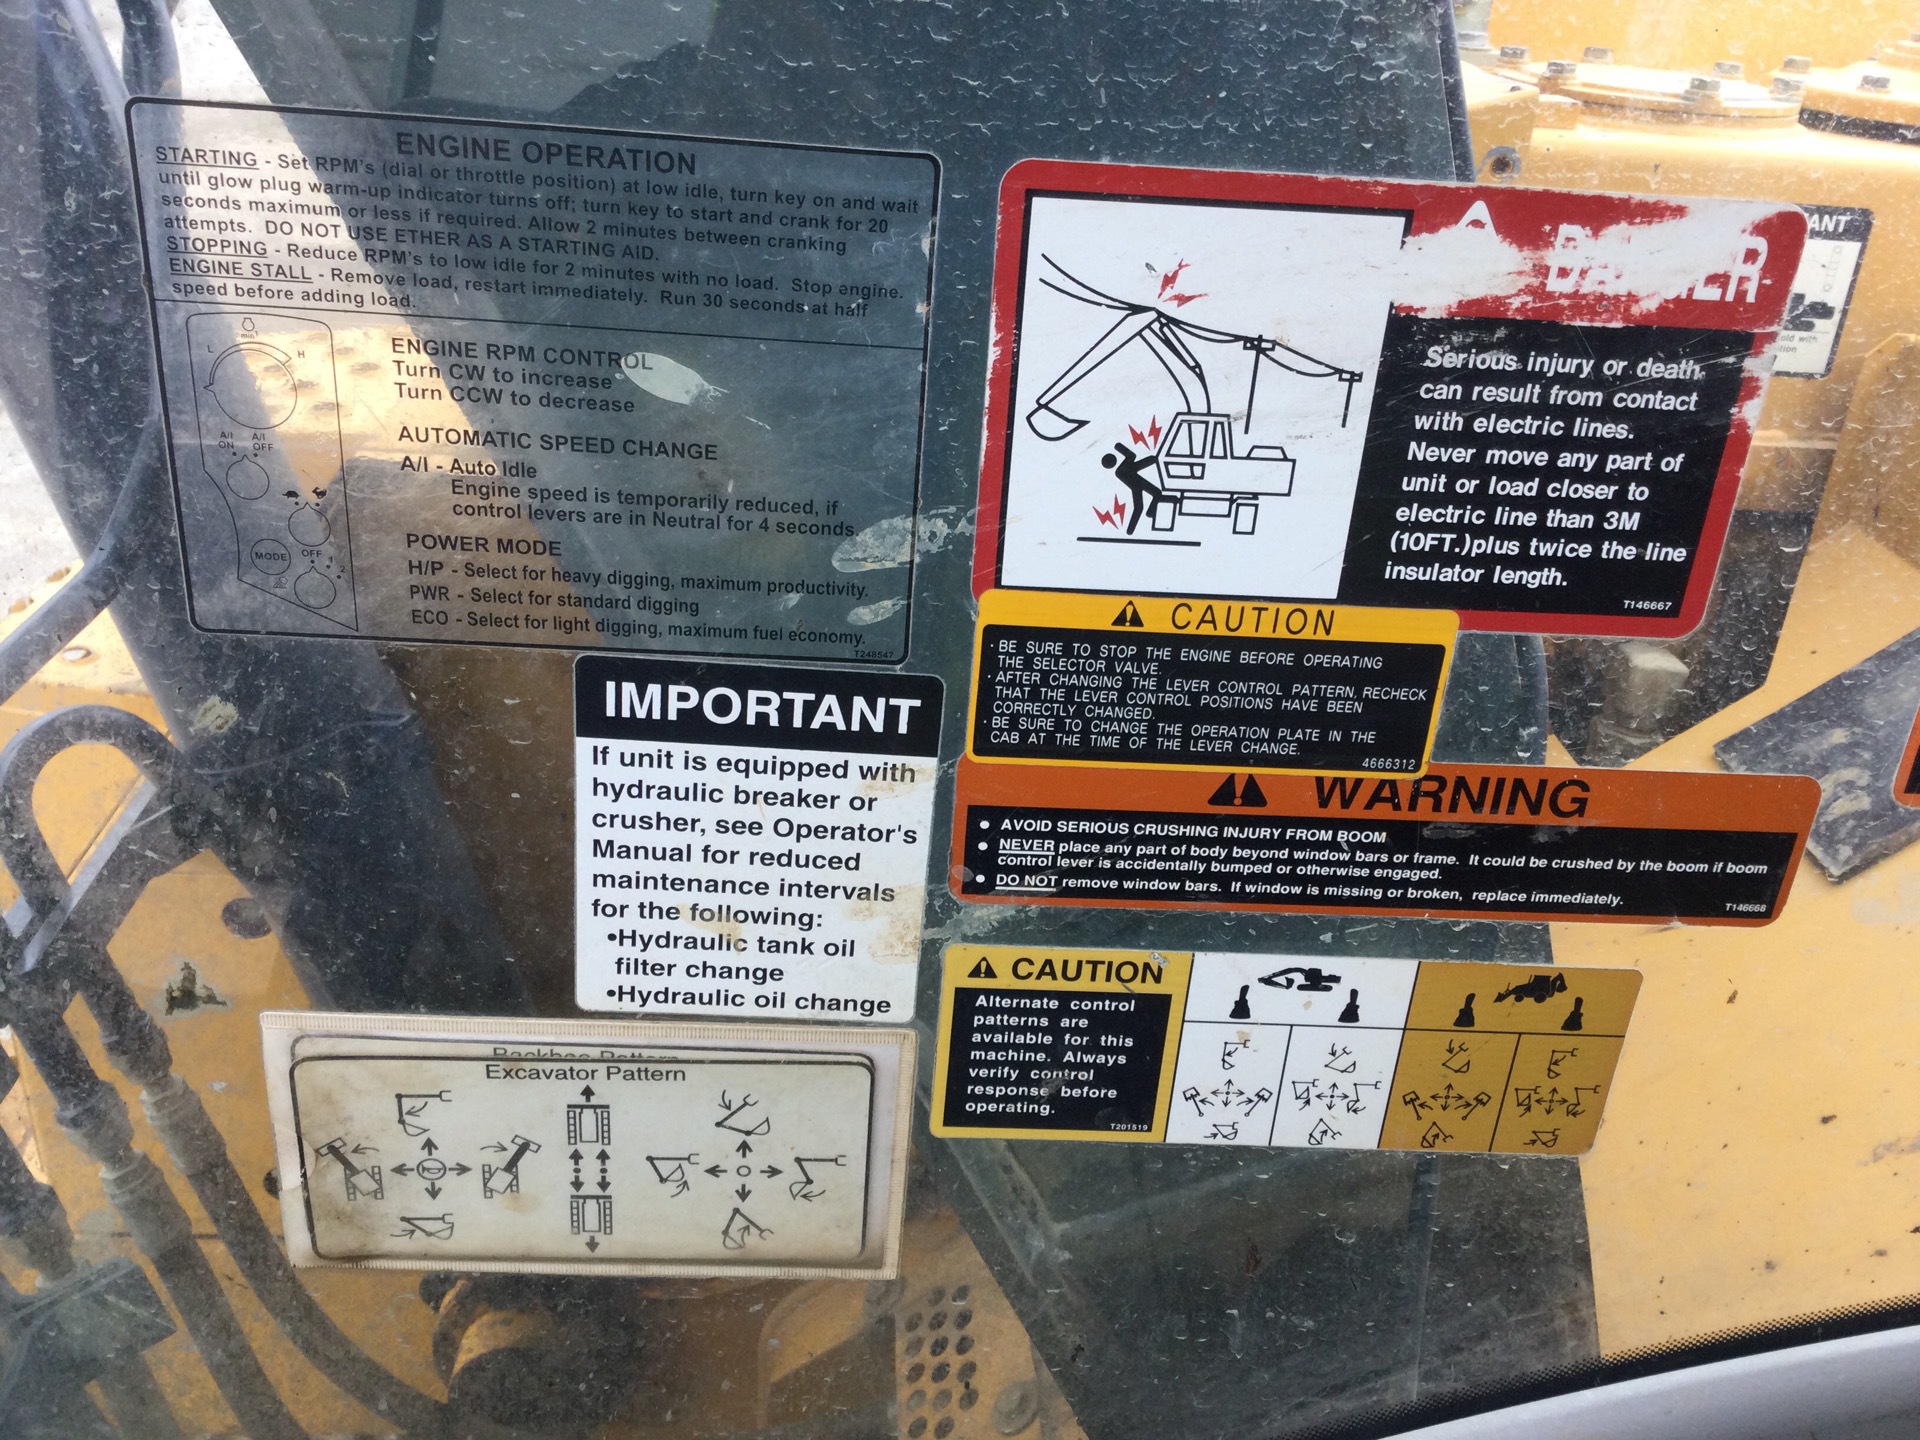 ENGINE OPERATION
STARTING - Set RPM's (dial or throttle position) at low idle, turn key on and wait
until glow plug warm-up indicator turns off; turn key to start and crank for 20
seconds maximum or less if required. Allow 2 minutes between cranking
attempts. DO NOT USE ETHER AS A STARTING AID.
STOPPING - Reduce RPM's to low idle for 2 minutes with no load. Stop engine.
ENGINE STALL - Remove load, restart immediately. Run 30 seconds at half
speed before adding load.
min-1
L H
A/I A/I
ON OFF
MODE
OFF 1 2
ENGINE RPM CONTROL
Turn CW to increase
Turn CCW to decrease
AUTOMATIC SPEED CHANGE
A/I - Auto Idle
Engine speed is temporarily reduced, if
control levers are in Neutral for 4 seconds.
POWER MODE
H/P - Select for heavy digging, maximum productivity.
PWR - Select for standard digging
ECO - Select for light digging, maximum fuel economy.
T248547
DANGER
Serious injury or death
can result from contact
with electric lines.
Never move any part of
unit or load closer to
electric line than 3M
(10FT.)plus twice the line
insulator length.
T146667
ANT
old with
tion
CAUTION
· BE SURE TO STOP THE ENGINE BEFORE OPERATING
THE SELECTOR VALVE.
· AFTER CHANGING THE LEVER CONTROL PATTERN, RECHECK
THAT THE LEVER CONTROL POSITIONS HAVE BEEN
CORRECTLY CHANGED.
· BE SURE TO CHANGE THE OPERATION PLATE IN THE
CAB AT THE TIME OF THE LEVER CHANGE.
4666312
IMPORTANT
If unit is equipped with
hydraulic breaker or
crusher, see Operator's
Manual for reduced
maintenance intervals
for the following:
•Hydraulic tank oil
filter change
•Hydraulic oil change
WARNING
● AVOID SERIOUS CRUSHING INJURY FROM BOOM
● NEVER place any part of body beyond window bars or frame. It could be crushed by the boom if boom
control lever is accidentally bumped or otherwise engaged.
● DO NOT remove window bars. If window is missing or broken, replace immediately.
T146668
CAUTION
Alternate control
patterns are
available for this
machine. Always
verify control
response before
operating.
T201519
Backhoe Pattern
Excavator Pattern